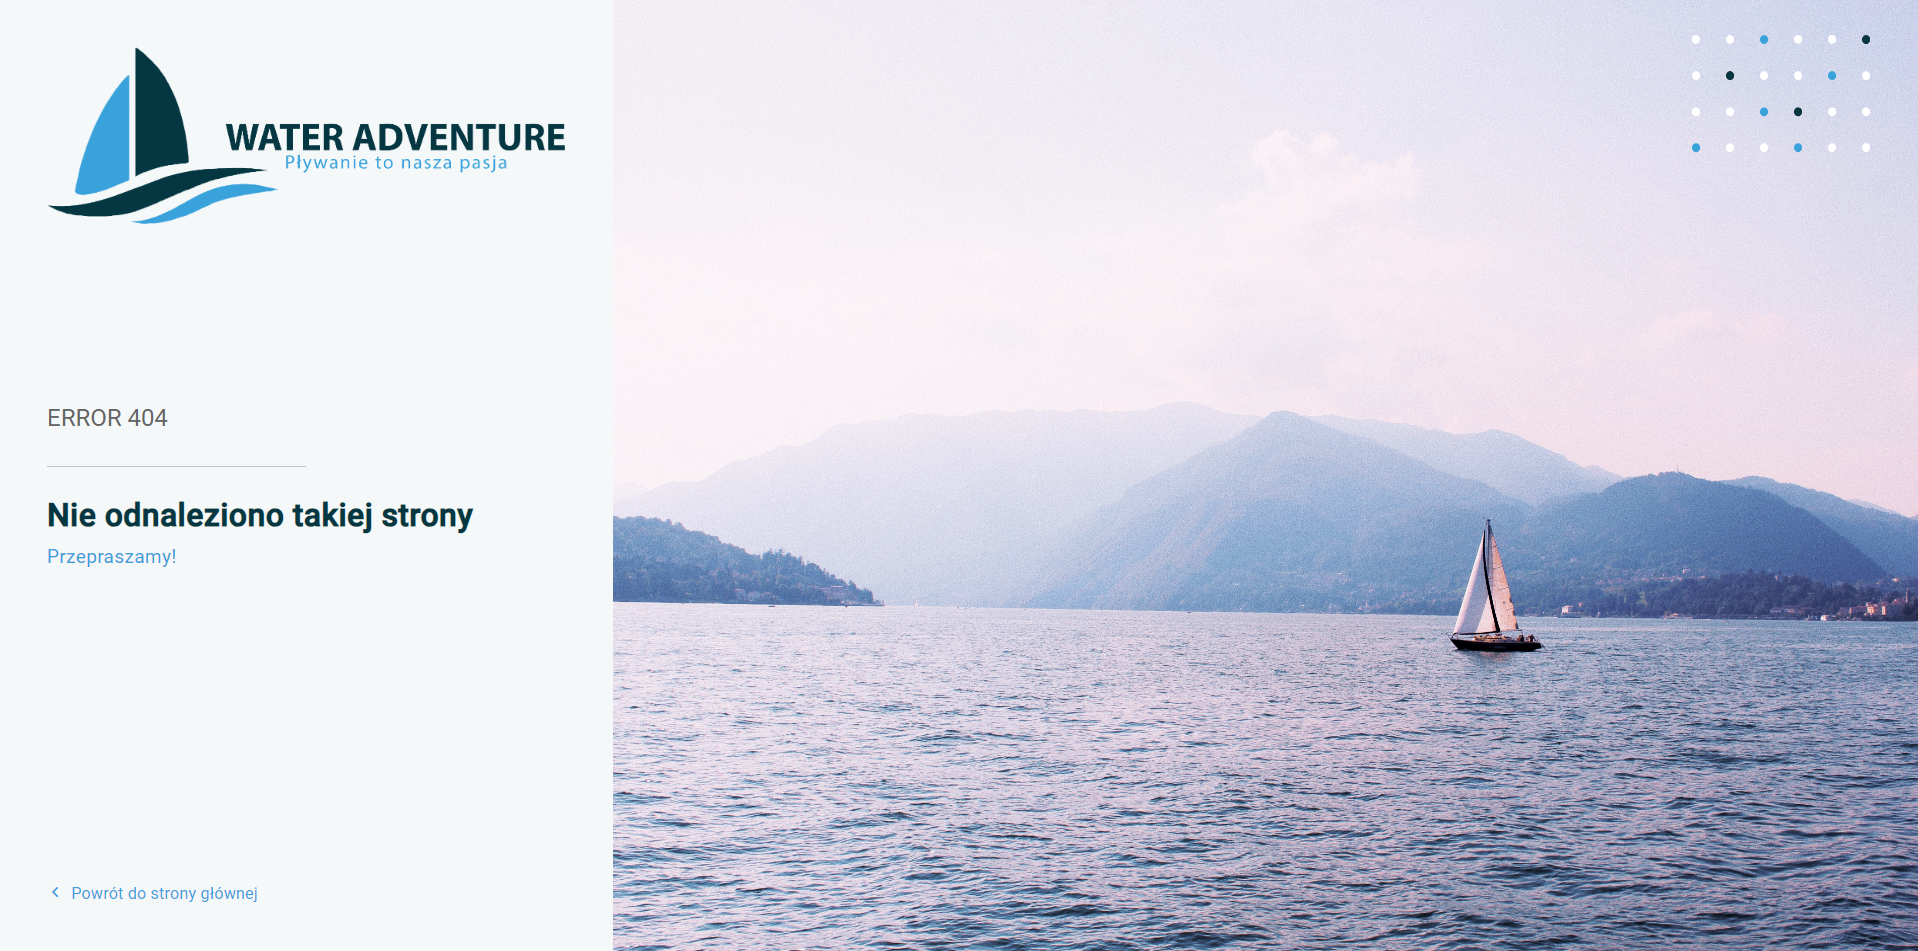 WATER ADVENTURE
Pływanie to nasza pasja
ERROR 404
Nie odnaleziono takiej strony
Przepraszamy!
Powrót do strony głównej